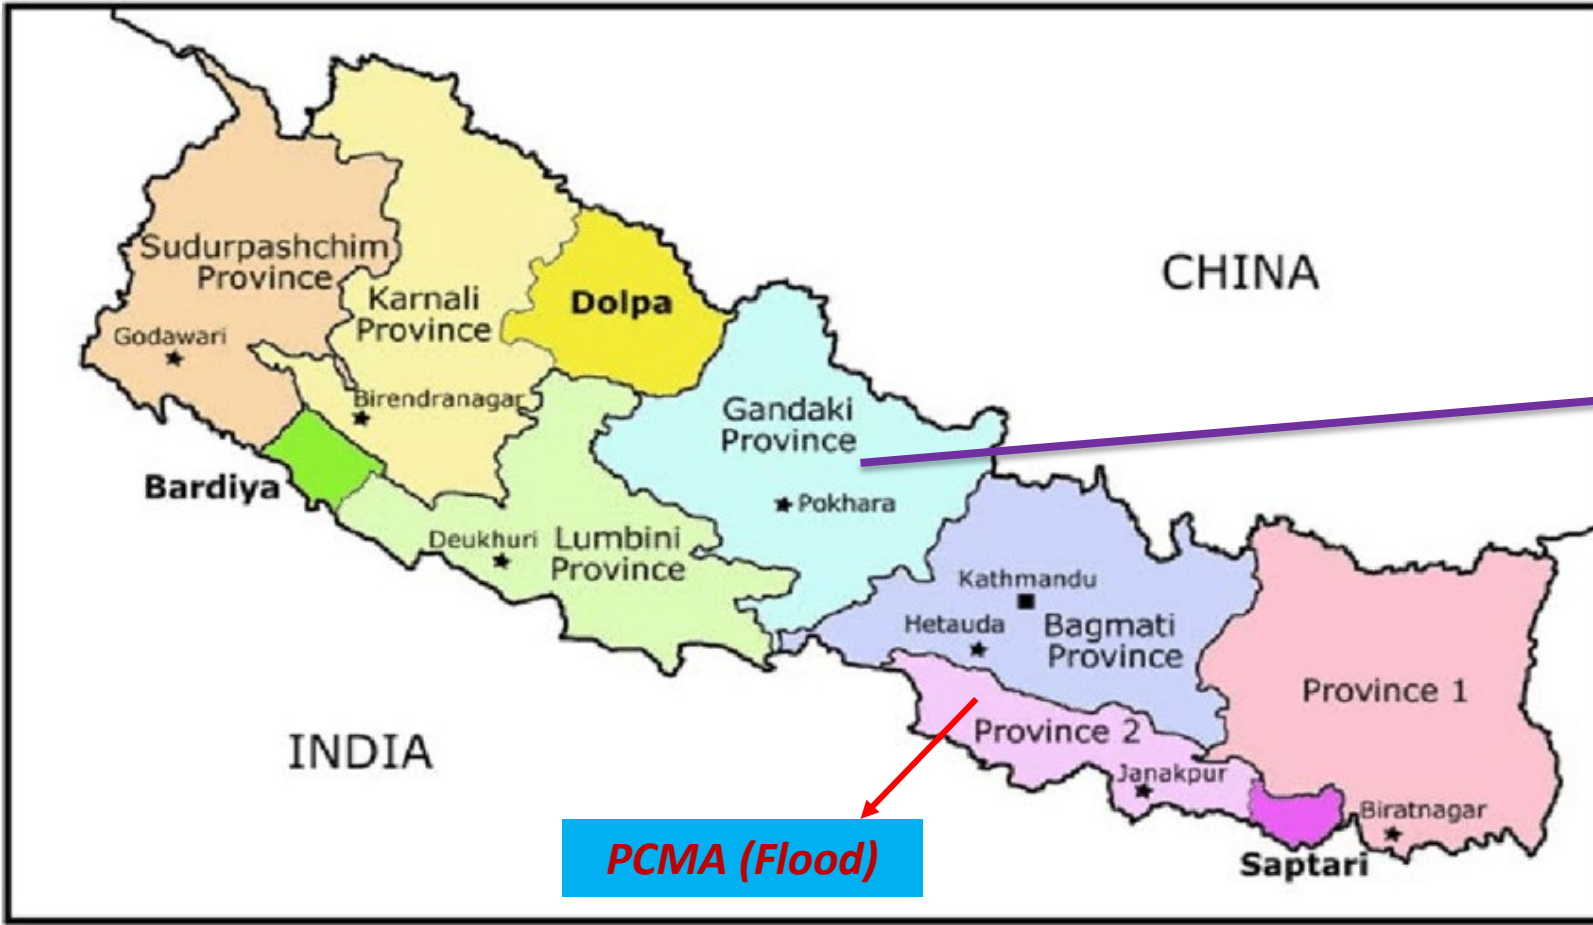 Sudurpashchim
Province
Godawari
Karnali
Province
Dolpa
CHINA
Birendranagar
Bardiya
Gandaki
Province
Pokhara
Deukhuri
Lumbini
Province
Kathmandu
Hetauda
Bagmati
Province
Province 1
INDIA
Province 2
Janakpur
Biratnagar
Saptari
PCMA (Flood)